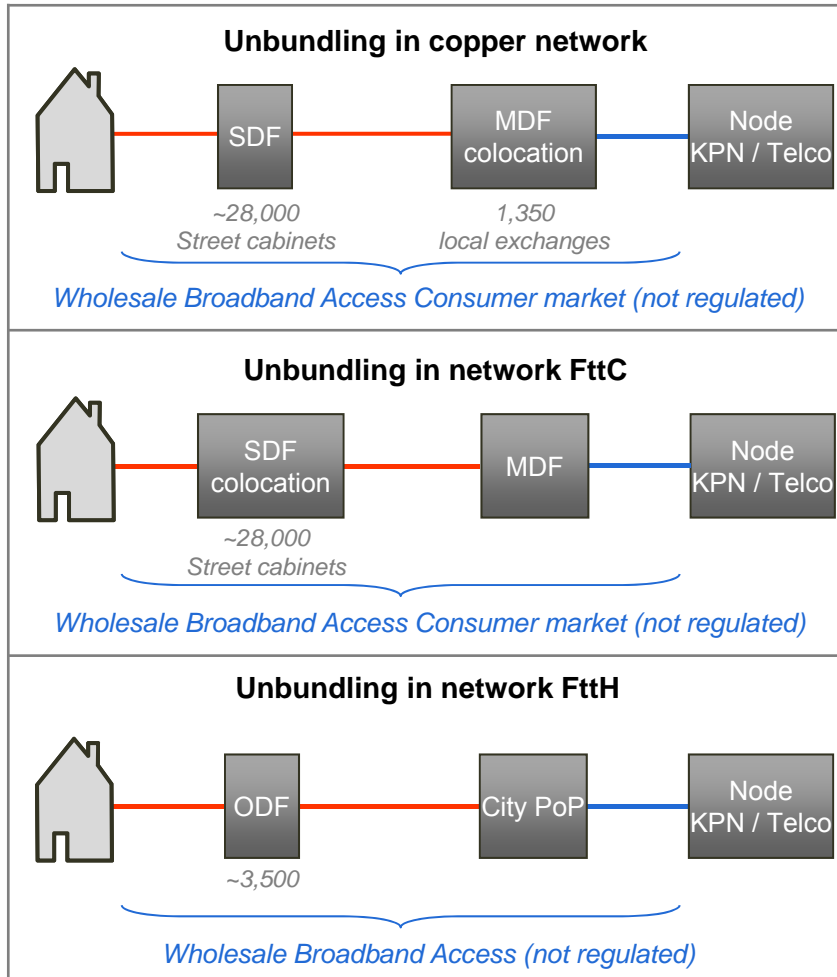 Unbundling in copper network
SDF
MDF
colocation
Node
KPN / Telco
~28,000
Street cabinets
1,350
local exchanges
Wholesale Broadband Access Consumer market (not regulated)
Unbundling in network FttC
SDF
colocation
MDF
Node
KPN / Telco
~28,000
Street cabinets
Wholesale Broadband Access Consumer market (not regulated)
Unbundling in network FttH
ODF
City PoP
Node
KPN / Telco
~3,500
Wholesale Broadband Access (not regulated)